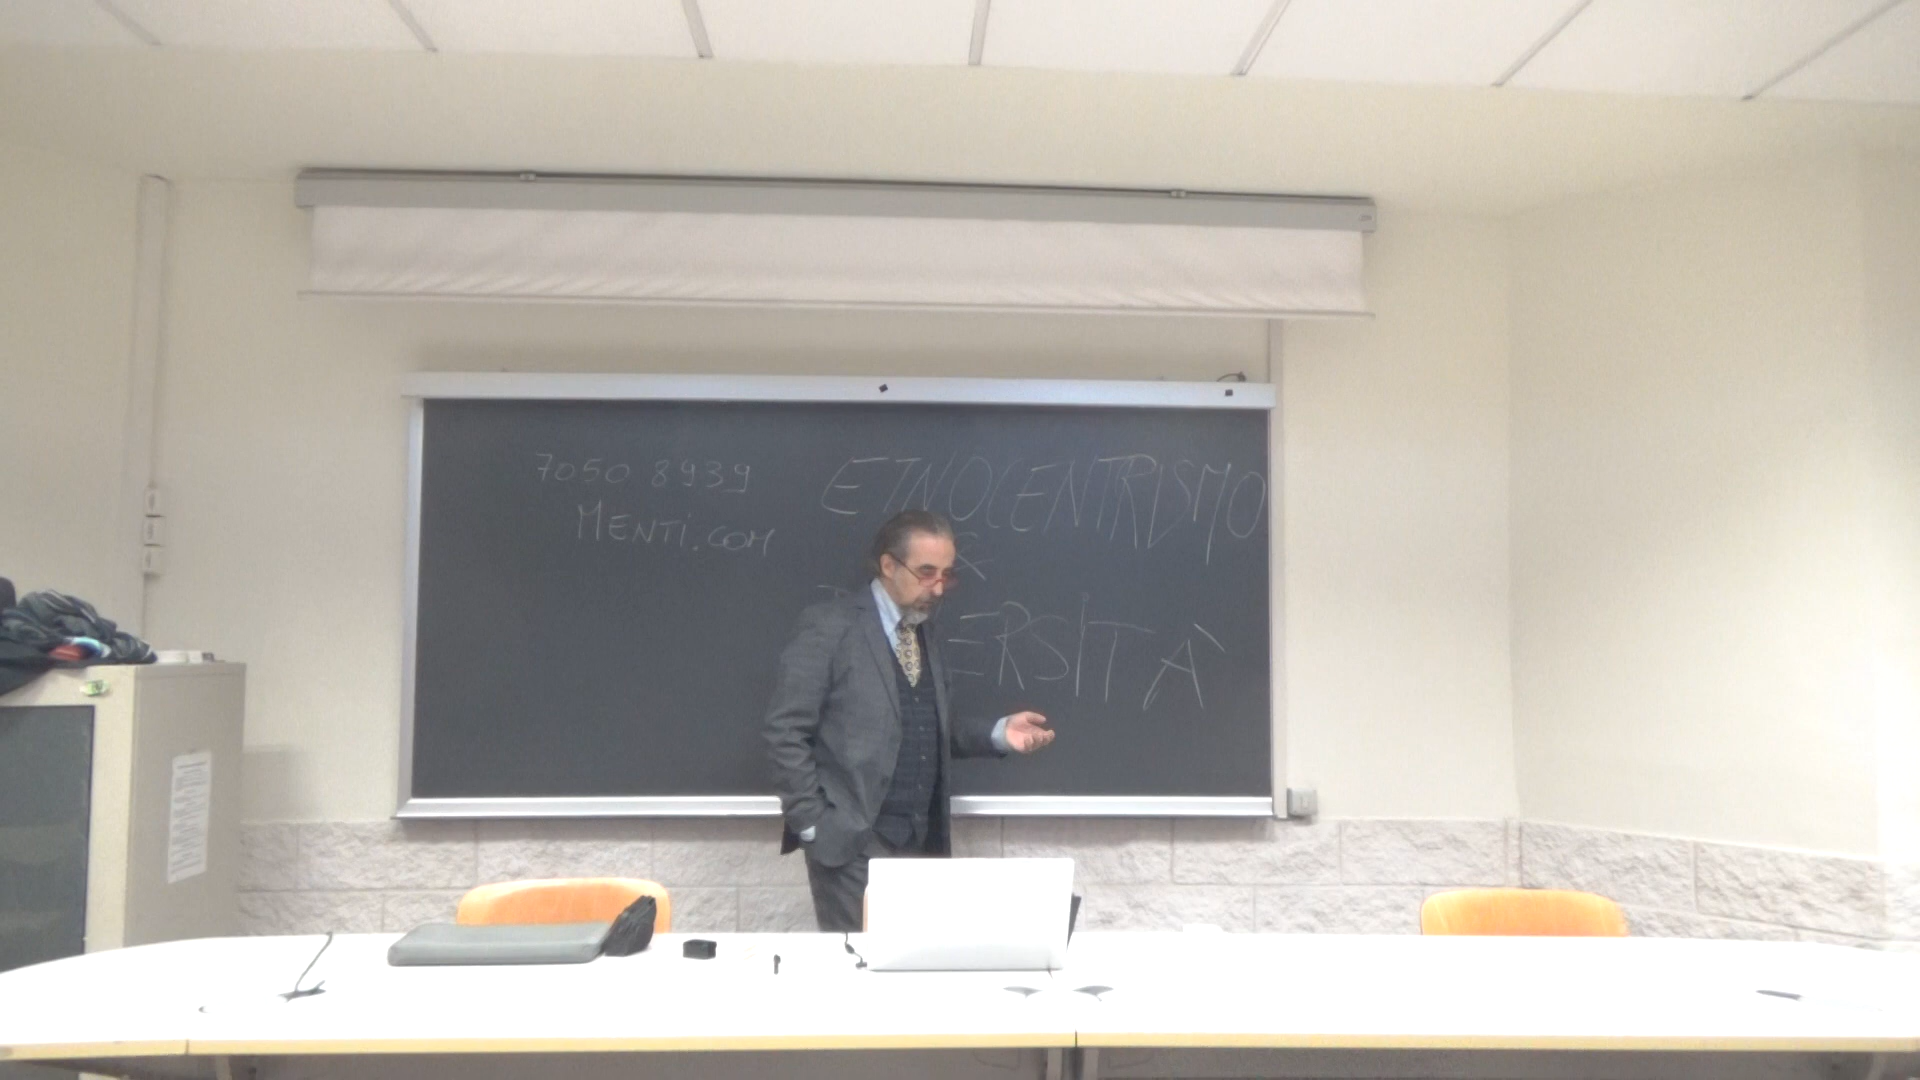 7050 8939
MENTI.COM
ETNOCENTRISMO
&
ERSITÀ